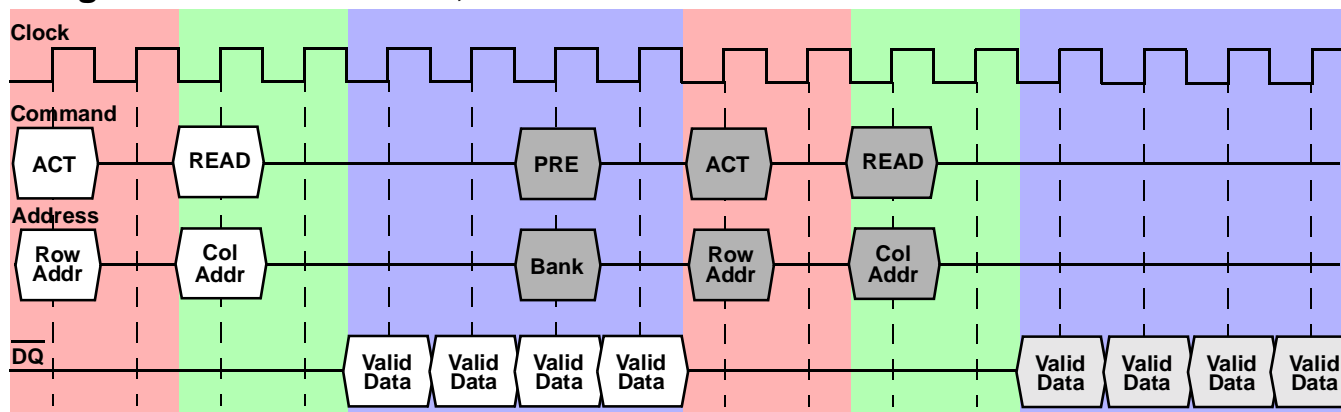 Clock
Command
ACT
READ
PRE
ACT
READ
Address
Row
Addr
Col
Addr
Bank
Row
Addr
Col
Addr
DQ
Valid
Data
Valid
Data
Valid
Data
Valid
Data
Valid
Data
Valid
Data
Valid
Data
Valid
Data